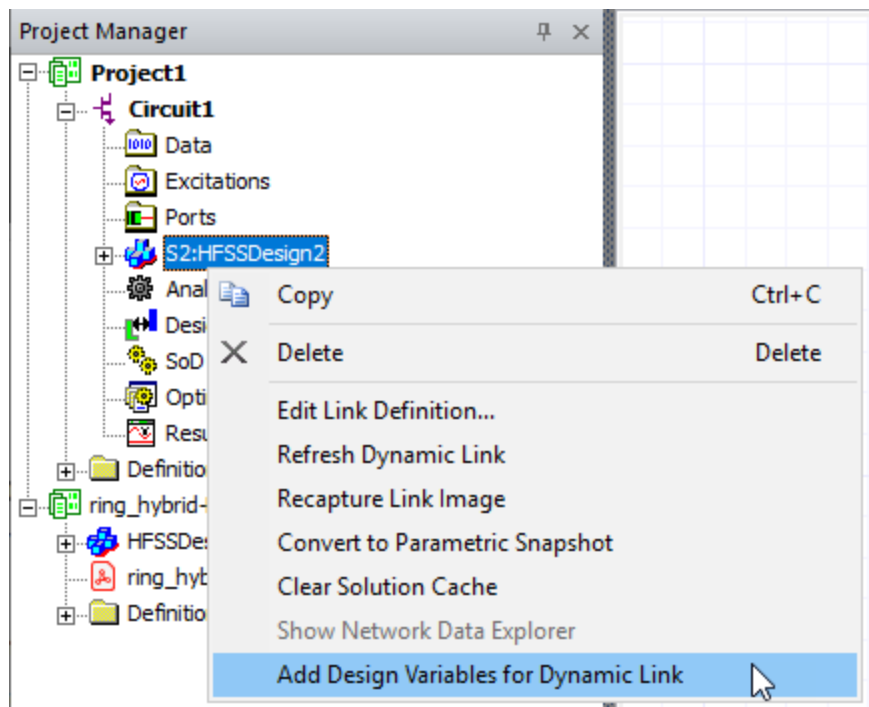 Project Manager
Project1
Circuit1
1010 Data
Excitations
Ports
S2:HFSSDesign2
Anal
Copy Ctrl+C
Desi
SoD
Delete Delete
Opti
Edit Link Definition...
Resu
Refresh Dynamic Link
Definitio
Recapture Link Image
ring_hybrid-
HFSSDes
Convert to Parametric Snapshot
ring_hyb
Clear Solution Cache
Definitio
Show Network Data Explorer
Add Design Variables for Dynamic Link